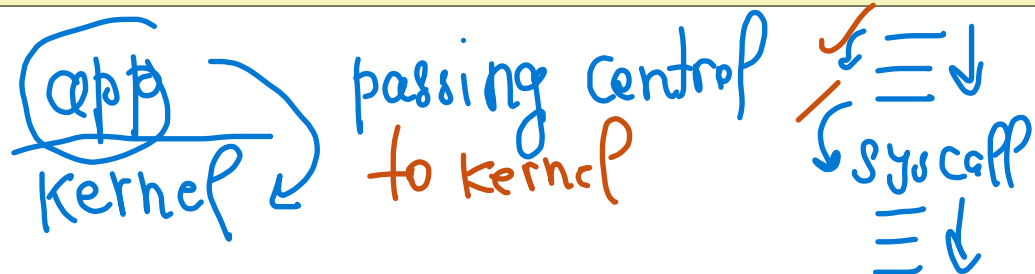 app
kernel
passing control
to kernel
syscall